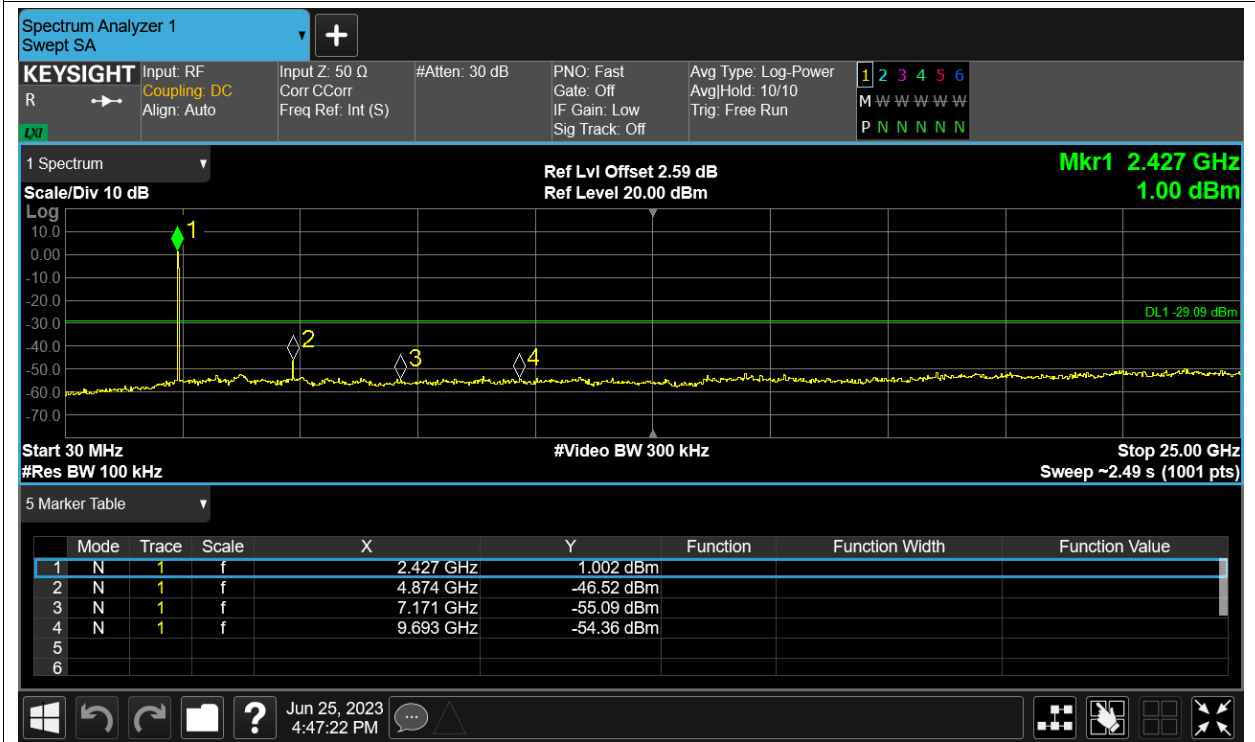 Spectrum Analyzer 1
Swept SA
+
KEYSIGHT
R
LXI
Input: RF
Coupling: DC
Align: Auto
Input Z: 50 Ω
Corr CCorr
Freq Ref: Int (S)
#Atten: 30 dB
PNO: Fast
Gate: Off
IF Gain: Low
Sig Track: Off
Avg Type: Log-Power
Avg|Hold: 10/10
Trig: Free Run
1 2 3 4 5 6
M W W W W W
P N N N N N
1 Spectrum
Scale/Div 10 dB
Ref Lvl Offset 2.59 dB
Ref Level 20.00 dBm
Mkr1 2.427 GHz
1.00 dBm
Log
10.0
0.00
-10.0
-20.0
-30.0
-40.0
-50.0
-60.0
-70.0
1
2
3
4
DL1 -29.09 dBm
Start 30 MHz
#Res BW 100 kHz
#Video BW 300 kHz
Stop 25.00 GHz
Sweep ~2.49 s (1001 pts)
5 Marker Table
Mode Trace Scale X Y Function Function Width Function Value
1 N 1 f 2.427 GHz 1.002 dBm
2 N 1 f 4.874 GHz -46.52 dBm
3 N 1 f 7.171 GHz -55.09 dBm
4 N 1 f 9.693 GHz -54.36 dBm
5
6
?
Jun 25, 2023
4:47:22 PM